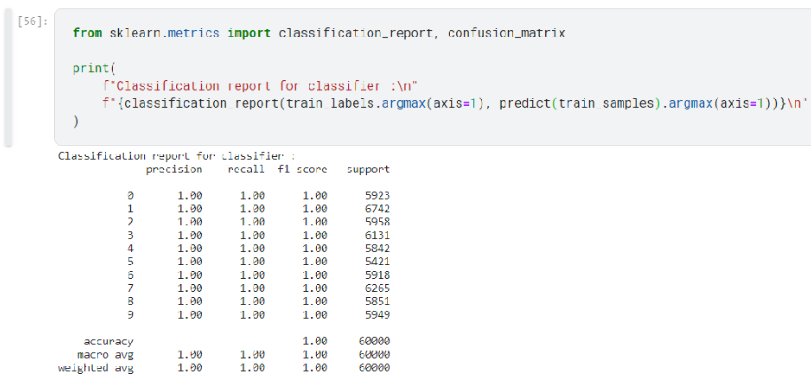 [56]:
from sklearn.metrics import classification_report, confusion_matrix
print(
f"Classification report for classifier :\n"
f"{classification_report(train_labels.argmax(axis=1), predict(train_samples).argmax(axis=1))}\n"
)
Classification report for classifier :
precision recall f1-score support
0 1.00 1.00 1.00 5923
1 1.00 1.00 1.00 6742
2 1.00 1.00 1.00 5958
3 1.00 1.00 1.00 6131
4 1.00 1.00 1.00 5842
5 1.00 1.00 1.00 5421
6 1.00 1.00 1.00 5918
7 1.00 1.00 1.00 6265
8 1.00 1.00 1.00 5851
9 1.00 1.00 1.00 5949
accuracy 1.00 60000
macro avg 1.00 1.00 1.00 60000
weighted avg 1.00 1.00 1.00 60000